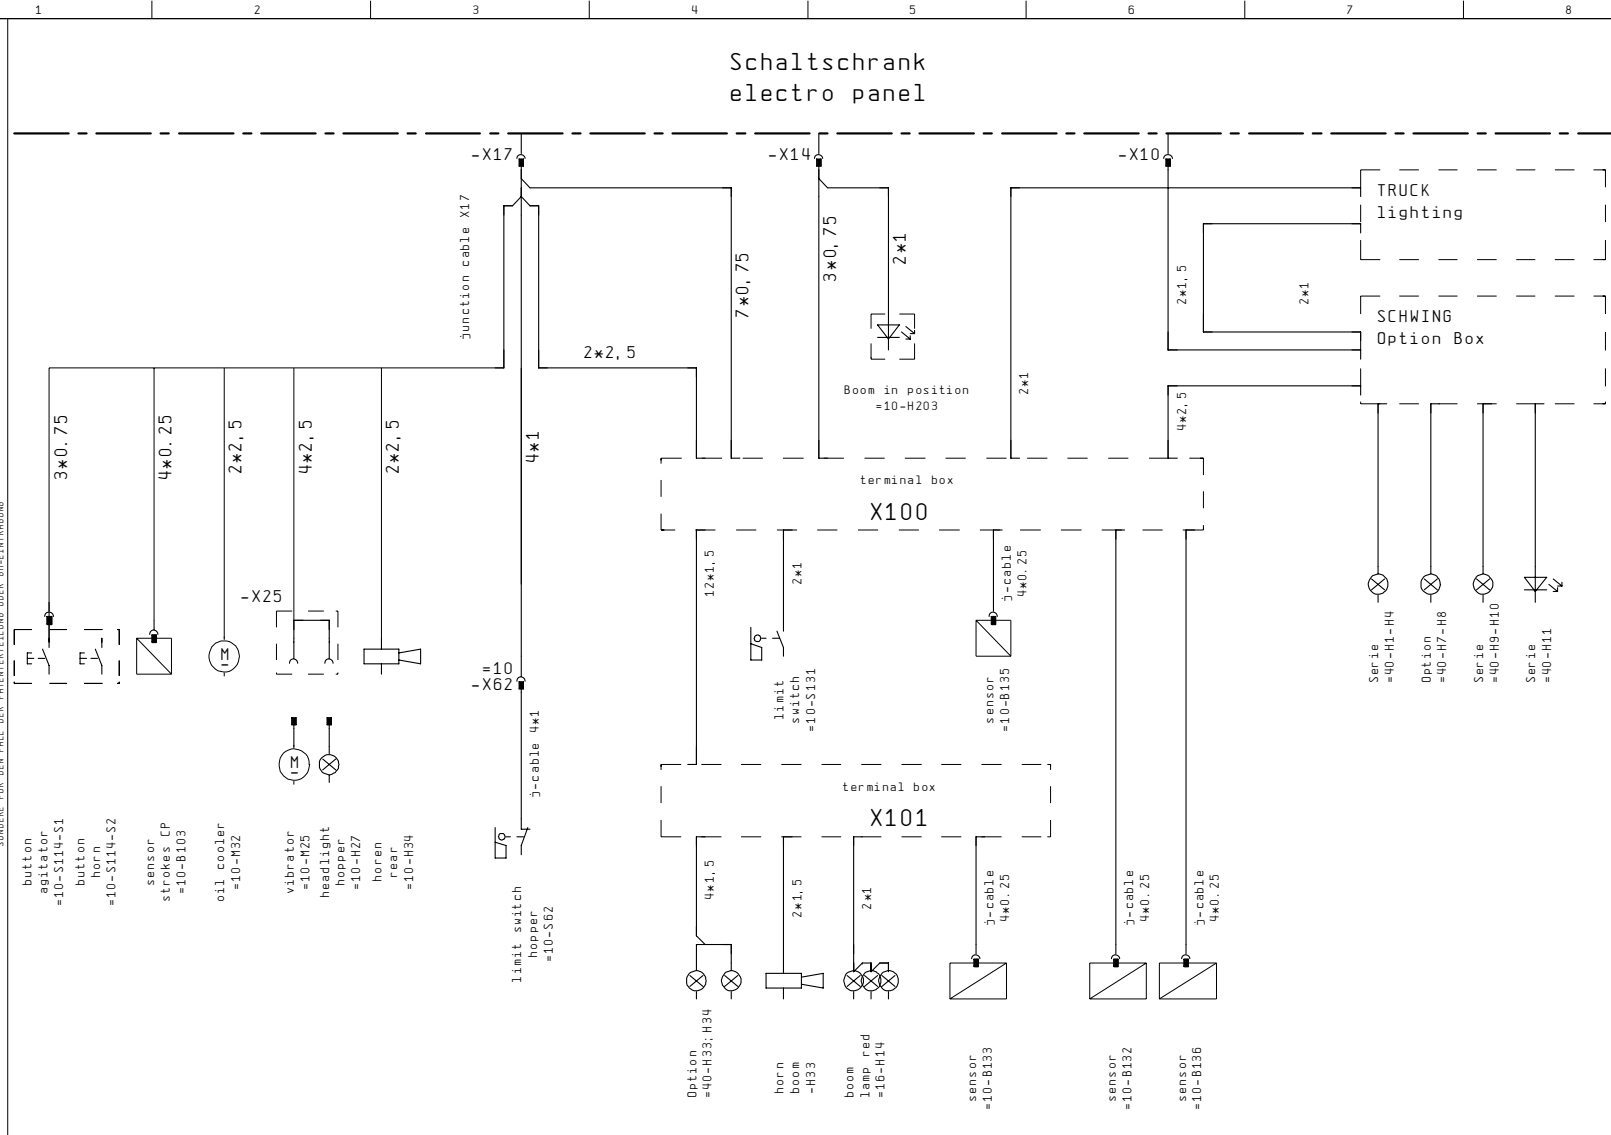 1 2 3 4 5 6 7 8
Schaltschrank
electro panel
-X17
-X14
-X10
junction cable X17
7*0,75
3*0,75
2*1
2*1,5
2*1
TRUCK
lighting
SCHWING
Option Box
2*2,5
Boom in position
=10-H203
2*1
4*2,5
3*0.75
4*0.25
2*2,5
4*2,5
2*2,5
4*1
terminal box
X100
-X25
M
12*1,5
2*1
j-cable
4*0.25
=10
-X62
limit
switch
=10-S131
sensor
=10-B135
Serie
=40-H1-H4
Option
=40-H7-H8
Serie
=40-H9-H10
Serie
=40-H11
M
j-cable 4*1
terminal box
X101
button
agitator
=10-S114-S1
button
horn
=10-S114-S2
sensor
strokes CP
=10-B103
oil cooler
=10-M32
vibrator
=10-M25
headlight
hopper
=10-H27
horen
rear
=10-H34
limit switch
hopper
=10-S62
4*1,5
2*1,5
2*1
j-cable
4*0.25
j-cable
4*0.25
j-cable
4*0.25
Option
=40-H33;H34
horn
boom
-H33
boom
lamp red
=16-H14
sensor
=10-B133
sensor
=10-B132
sensor
=10-B136